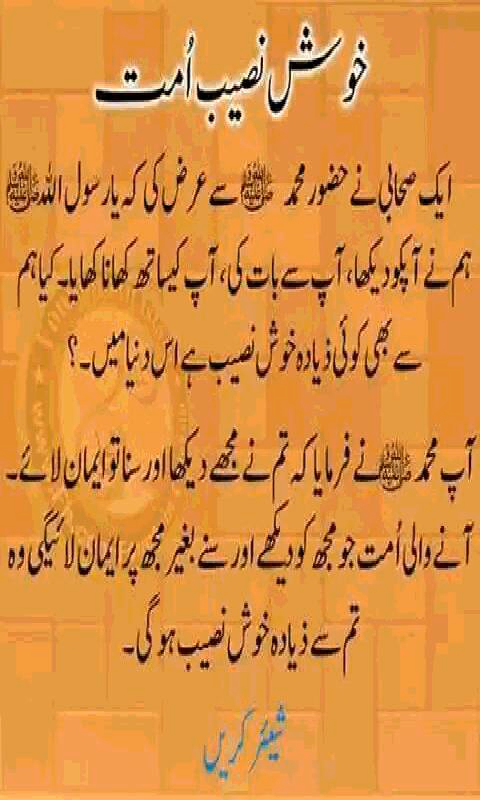 خوش نصیب اُمت
ایک صحابی نے حضور محمد ﷺ سے عرض کی کہ یا رسول اللہ ﷺ
ہم نے آپکو دیکھا، آپ سے بات کی، آپ کیساتھ کھانا کھایا۔ کیا ہم
سے بھی کوئی ذیادہ خوش نصیب ہے اس دنیا میں۔؟
آپ محمد ﷺ نے فرمایا کہ تم نے مجھے دیکھا اور سنا تو ایمان لائے۔
آنے والی اُمت جو مجھ کو دیکھے اور سنے بغیر مجھ پر ایمان لائیگی وہ
تم سے ذیادہ خوش نصیب ہو گی۔
شیئر کریں